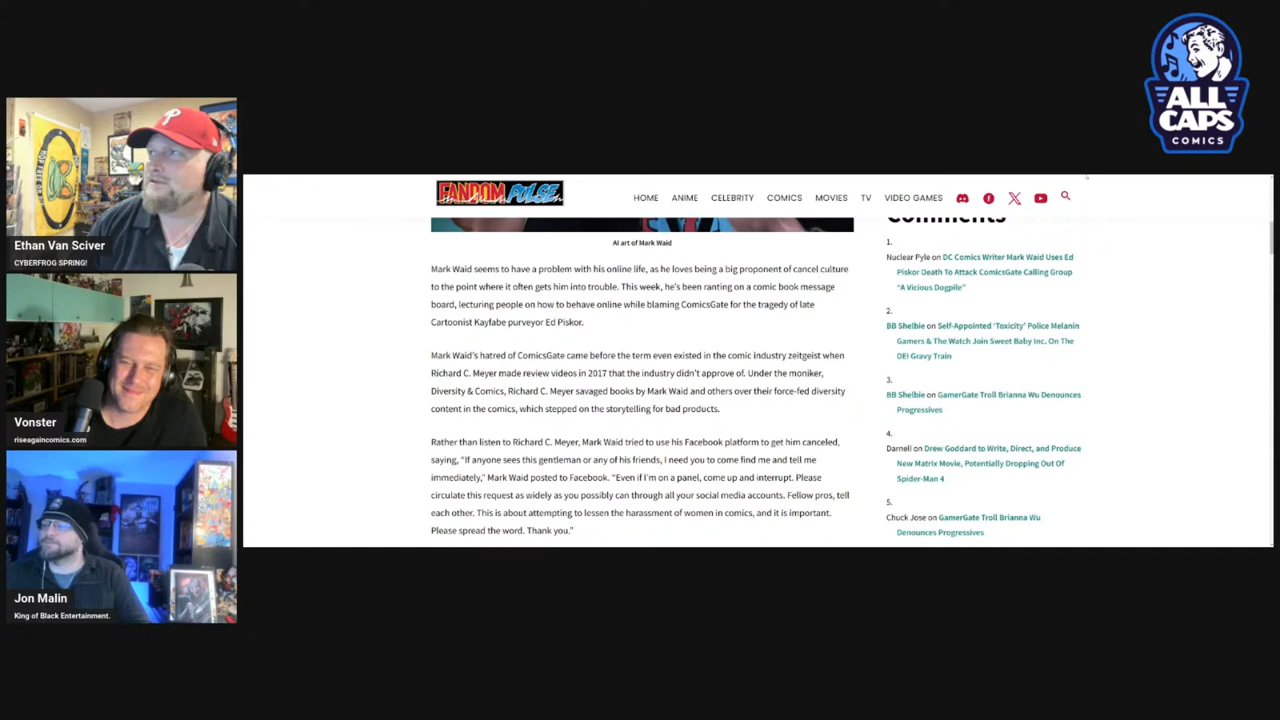 ALL
CAPS
COMICS
Ethan Van Sciver
CYBERFROG SPRING!
Vonster
riseagaincomics.com
Jon Malin
King of Black Entertainment.
FANDOM PULSE
HOME ANIME CELEBRITY COMICS MOVIES TV VIDEO GAMES
AI art of Mark Waid
Mark Waid seems to have a problem with his online life, as he loves being a big proponent of cancel culture
to the point where it often gets him into trouble. This week, he's been ranting on a comic book message
board, lecturing people on how to behave online while blaming ComicsGate for the tragedy of late
Cartoonist Kayfabe purveyor Ed Piskor.
Mark Waid's hatred of ComicsGate came before the term even existed in the comic industry zeitgeist when
Richard C. Meyer made review videos in 2017 that the industry didn't approve of. Under the moniker,
Diversity & Comics, Richard C. Meyer savaged books by Mark Waid and others over their force-fed diversity
content in the comics, which stepped on the storytelling for bad products.
Rather than listen to Richard C. Meyer, Mark Waid tried to use his Facebook platform to get him canceled,
saying, "If anyone sees this gentleman or any of his friends, I need you to come find me and tell me
immediately," Mark Waid posted to Facebook. "Even if I'm on a panel, come up and interrupt. Please
circulate this request as widely as you possibly can through all your social media accounts. Fellow pros, tell
each other. This is about attempting to lessen the harassment of women in comics, and it is important.
Please spread the word. Thank you."
Comments
1.
Nuclear Pyle on DC Comics Writer Mark Waid Uses Ed
Piskor Death To Attack ComicsGate Calling Group
"A Vicious Dogpile"
2.
BB Shelbie on Self-Appointed 'Toxicity' Police Melanin
Gamers & The Watch Join Sweet Baby Inc. On The
DEI Gravy Train
3.
BB Shelbie on GamerGate Troll Brianna Wu Denounces
Progressives
4.
Darnell on Drew Goddard to Write, Direct, and Produce
New Matrix Movie, Potentially Dropping Out Of
Spider-Man 4
5.
Chuck Jose on GamerGate Troll Brianna Wu
Denounces Progressives